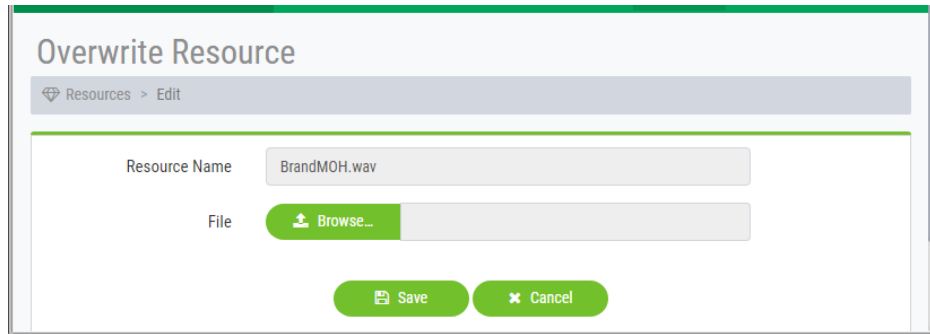 Overwrite Resource
Resources > Edit
Resource Name BrandMOH.wav
File Browse...
Save Cancel